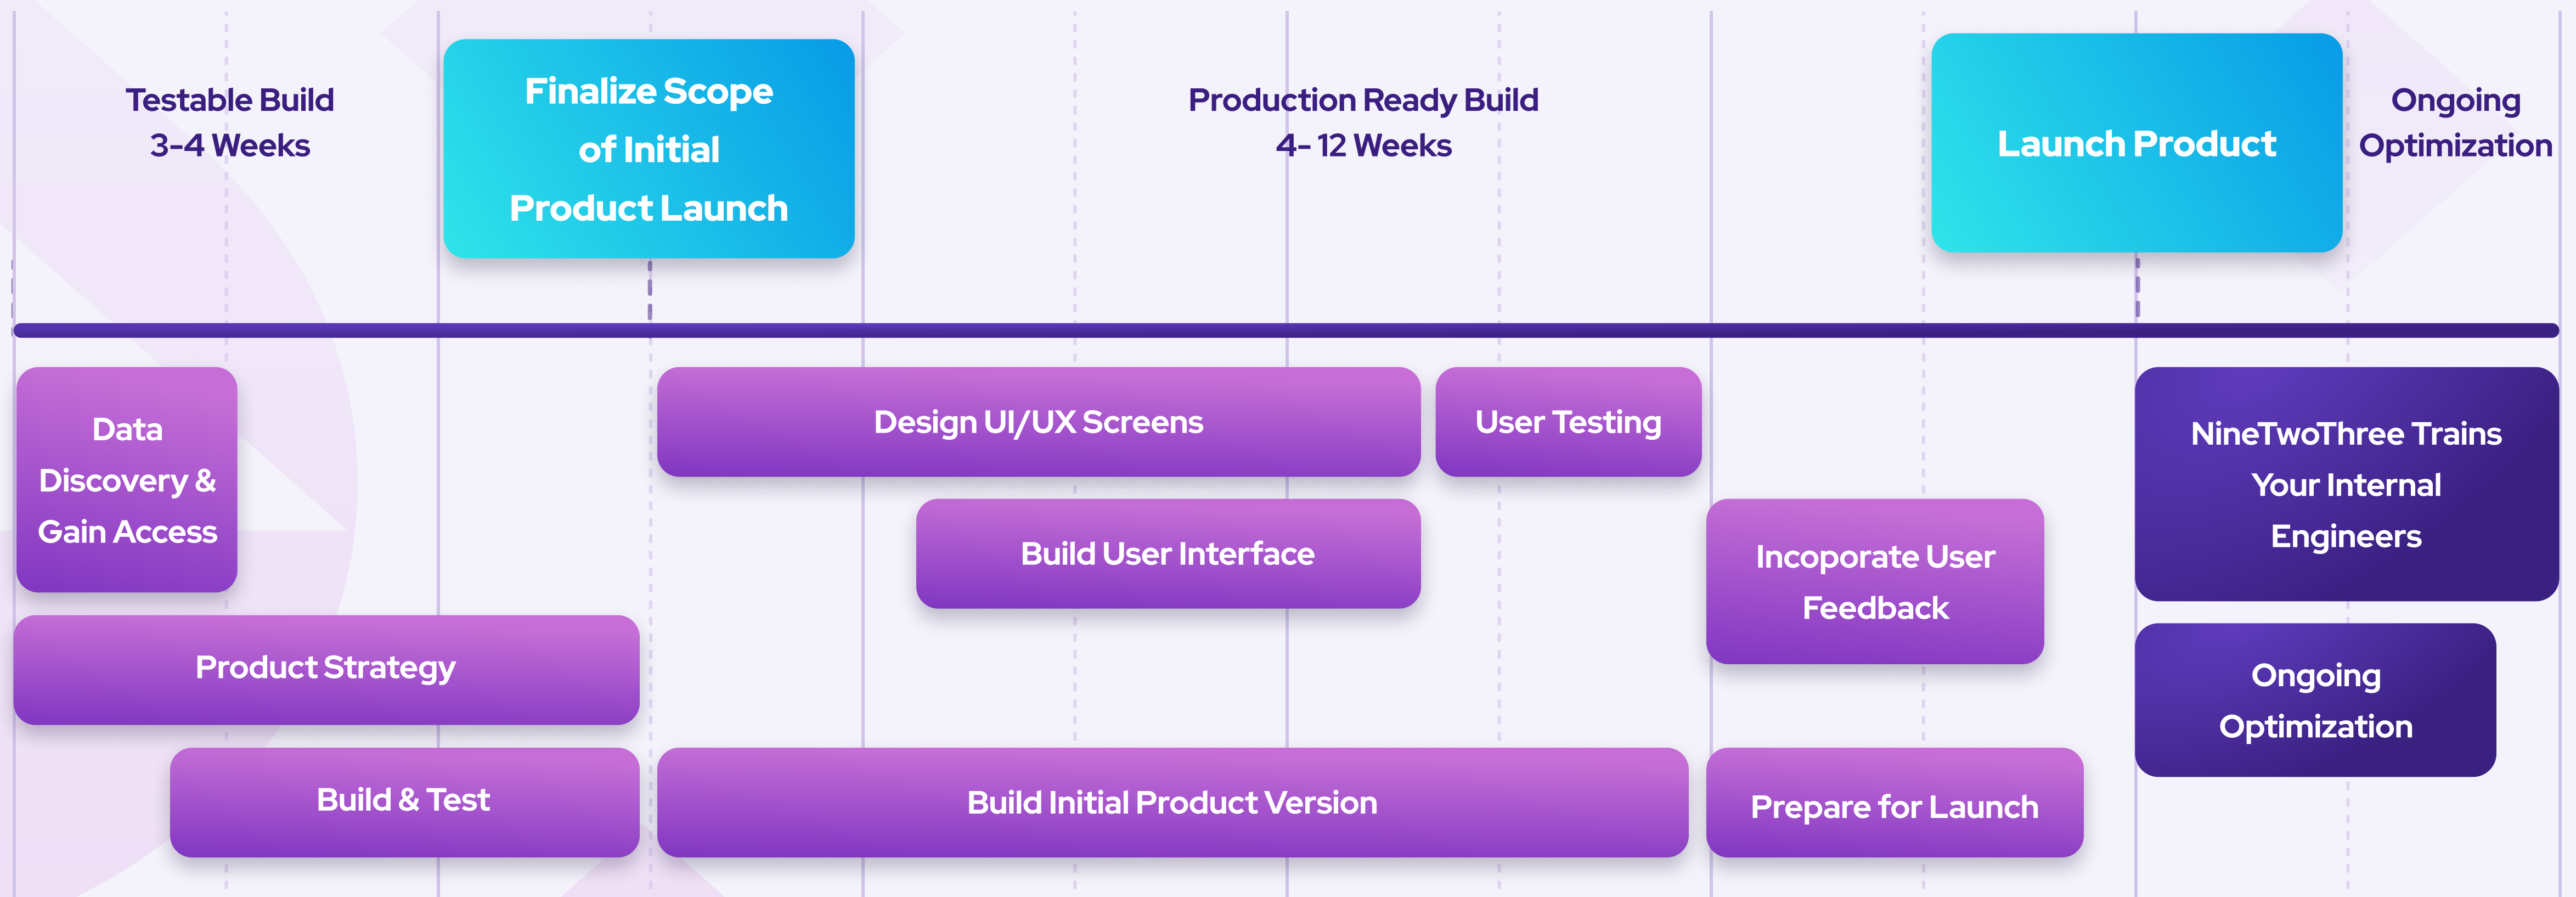 Testable Build
3-4 Weeks
Finalize Scope
of Initial
Product Launch
Production Ready Build
4- 12 Weeks
Launch Product
Ongoing
Optimization
Data
Discovery &
Gain Access
Design UI/UX Screens
User Testing
NineTwoThree Trains
Your Internal
Engineers
Build User Interface
Incoporate User
Feedback
Product Strategy
Ongoing
Optimization
Build & Test
Build Initial Product Version
Prepare for Launch